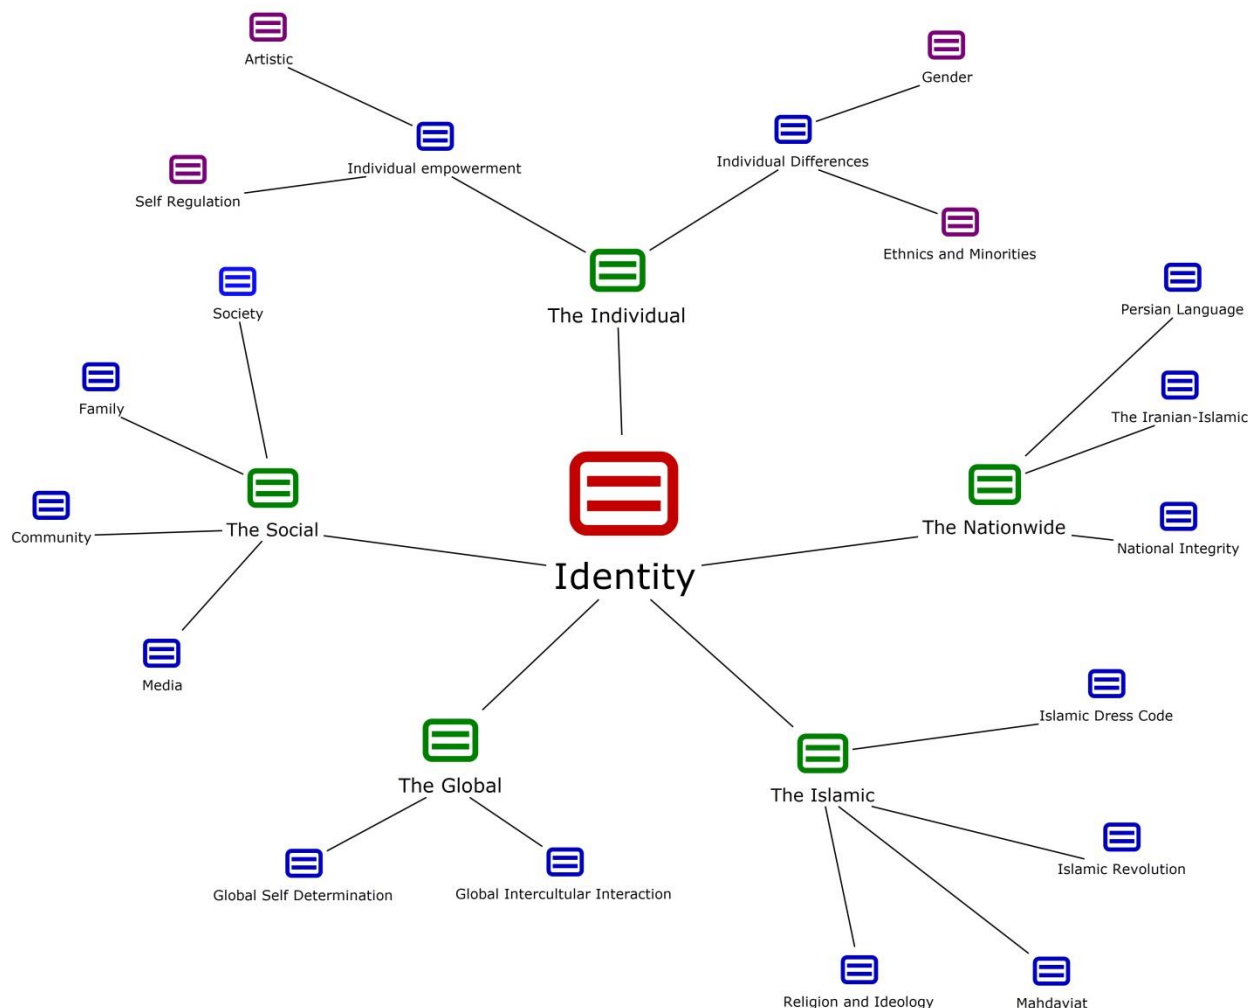 Artistic
Gender
Individual empowerment
Individual Differences
Self Regulation
Ethnics and Minorities
The Individual
Society
Persian Language
Family
The Iranian-Islamic
The Social
The Nationwide
Community
National Integrity
Identity
Media
Islamic Dress Code
The Global
The Islamic
Islamic Revolution
Global Self Determination
Global Intercultular Interaction
Religion and Ideology
Mahdaviat